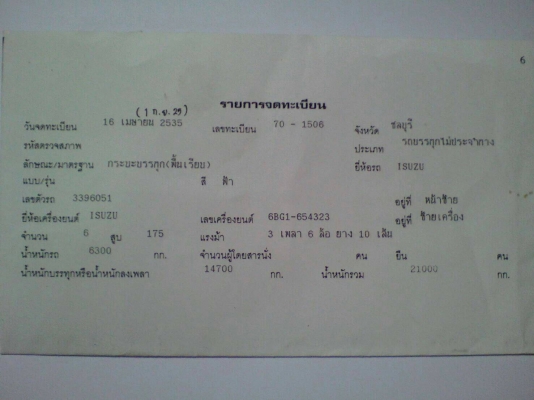 6
รายการจดทะเบียน
(1 ก.ย. 25)
วันจดทะเบียน 16 เมษายน 2535 เลขทะเบียน 70 - 1506 จังหวัด ชลบุรี
รหัสตรวจสภาพ ประเภท รถบรรทุกไม่ประจำทาง
ลักษณะ/มาตรฐาน กระบะบรรทุก(พื้นเรียบ) ยี่ห้อรถ ISUZU
แบบ/รุ่น สี ฟ้า
เลขตัวรถ 3396051 อยู่ที่ หน้าซ้าย
ยี่ห้อเครื่องยนต์ ISUZU เลขเครื่องยนต์ 6BG1-654323 อยู่ที่ ซ้ายเครื่อง
จำนวน 6 สูบ 175 แรงม้า 3 เพลา 6 ล้อ ยาง 10 เส้น
น้ำหนักรถ 6300 กก. จำนวนผู้โดยสารนั่ง คน ยืน คน
น้ำหนักบรรทุกหรือน้ำหนักลงเพลา 14700 กก. น้ำหนักรวม 21000 กก.